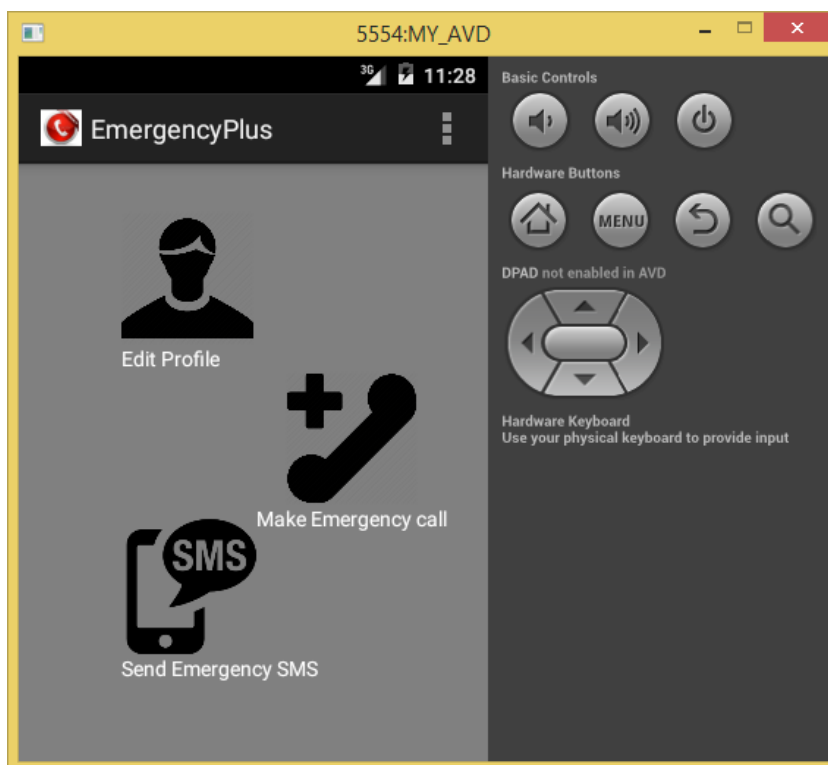 5554:MY_AVD
3G 11:28
EmergencyPlus
Edit Profile
Make Emergency call
SMS
Send Emergency SMS
Basic Controls
Hardware Buttons
MENU
DPAD not enabled in AVD
Hardware Keyboard
Use your physical keyboard to provide input